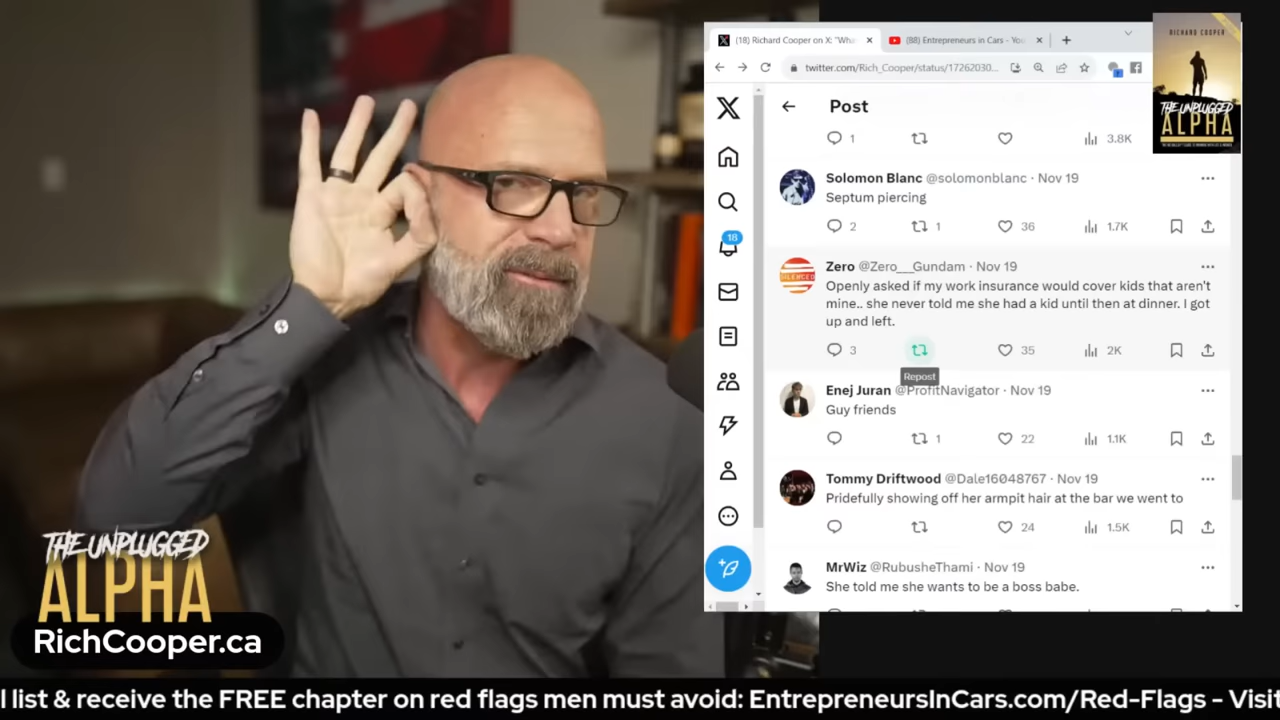 (18) Richard Cooper on X: "Wha
(88) Entrepreneurs in Cars - You
twitter.com/Rich_Cooper/status/17262030...
RICHARD COOPER
THE UNPLUGGED
ALPHA
Post
1
3.8K
Solomon Blanc @solomonblanc · Nov 19
Septum piercing
2 1 36 1.7K
18
Zero @Zero__Gundam · Nov 19
SILENCED
Openly asked if my work insurance would cover kids that aren't
mine.. she never told me she had a kid until then at dinner. I got
up and left.
3 35 2K
Repost
Enej Juran @ProfitNavigator · Nov 19
Guy friends
1 22 1.1K
Tommy Driftwood @Dale16048767 · Nov 19
Pridefully showing off her armpit hair at the bar we went to
24 1.5K
MrWiz @RubusheThami · Nov 19
She told me she wants to be a boss babe.
THE UNPLUGGED
ALPHA
RichCooper.ca
l list & receive the FREE chapter on red flags men must avoid: EntrepreneursInCars.com/Red-Flags - Visit